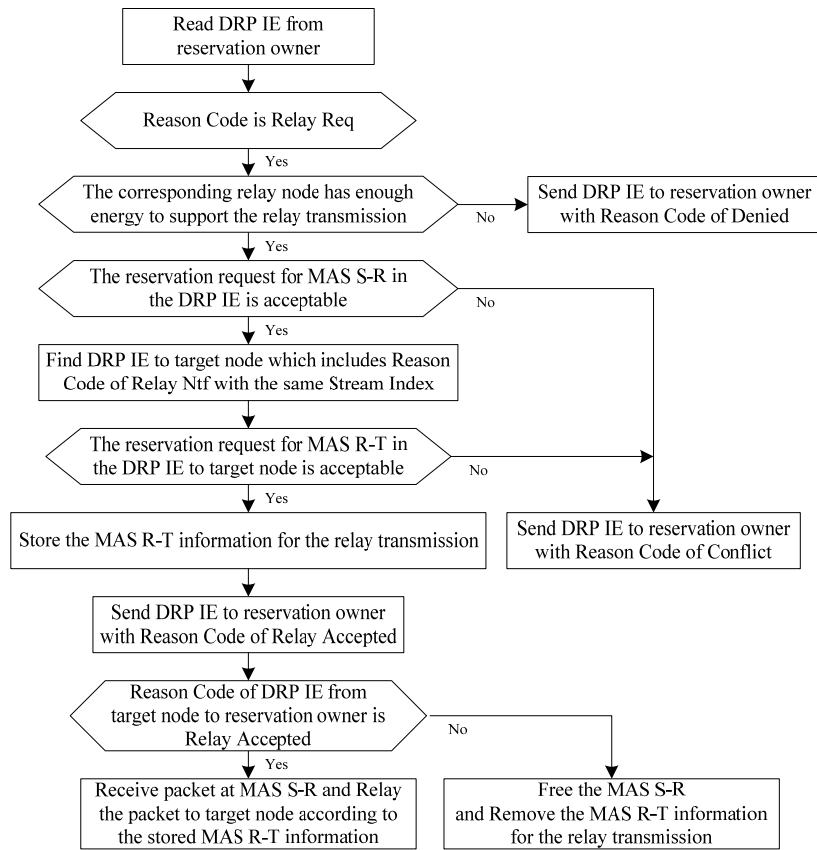 Read DRP IE from
reservation owner
Reason Code is Relay Req
Yes
The corresponding relay node has enough
energy to support the relay transmission
No
Send DRP IE to reservation owner
with Reason Code of Denied
Yes
The reservation request for MAS S-R in
the DRP IE is acceptable
No
Yes
Find DRP IE to target node which includes Reason
Code of Relay Ntf with the same Stream Index
The reservation request for MAS R-T in
the DRP IE to target node is acceptable
No
Yes
Store the MAS R-T information for the relay transmission
Send DRP IE to reservation owner
with Reason Code of Conflict
Send DRP IE to reservation owner
with Reason Code of Relay Accepted
Reason Code of DRP IE from
target node to reservation owner is
Relay Accepted
No
Yes
Receive packet at MAS S-R and Relay
the packet to target node according to
the stored MAS R-T information
Free the MAS S-R
and Remove the MAS R-T information
for the relay transmission